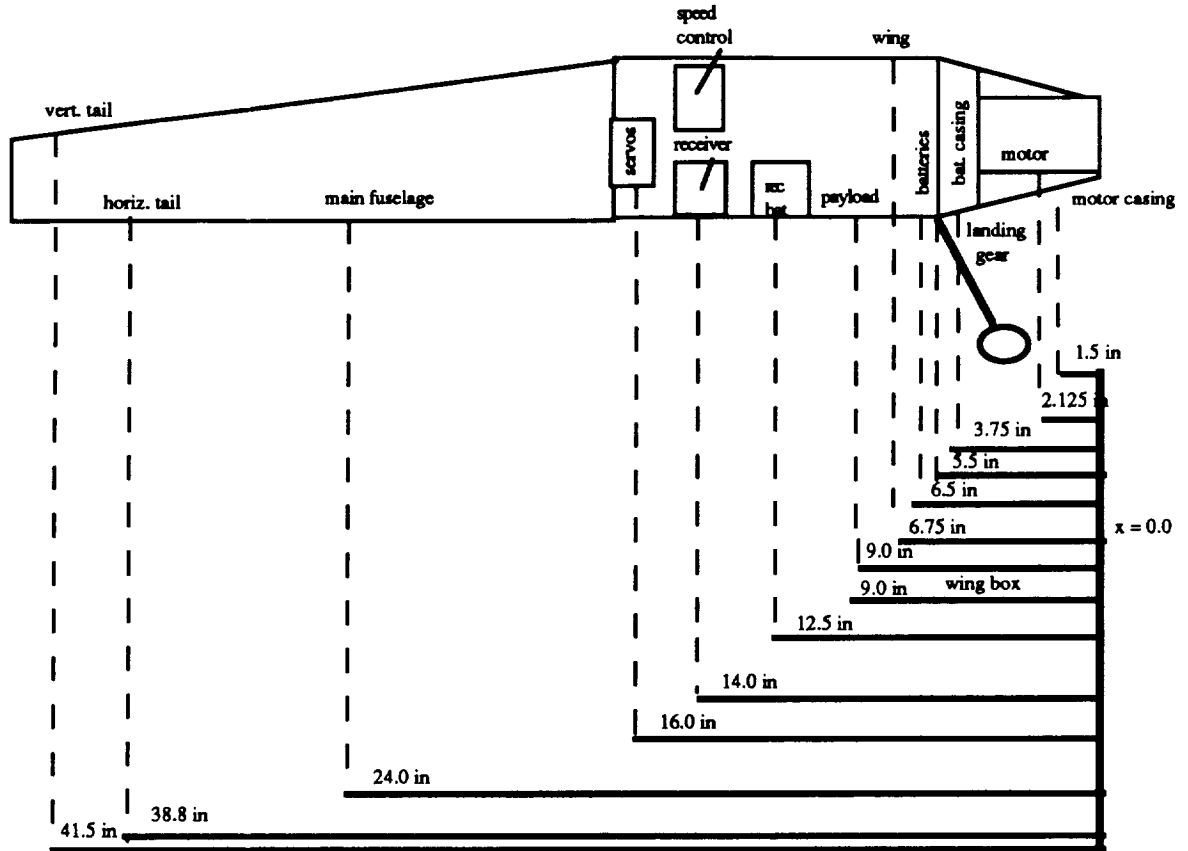 speed
control
wing
vert. tail
servos
receiver
batteries
bat. casing
motor
horiz. tail
main fuselage
rec
bat
payload
motor casing
landing
gear
1.5 in
2.125 in
3.75 in
5.5 in
6.5 in
6.75 in
x = 0.0
9.0 in
9.0 in
wing box
12.5 in
14.0 in
16.0 in
24.0 in
38.8 in
41.5 in